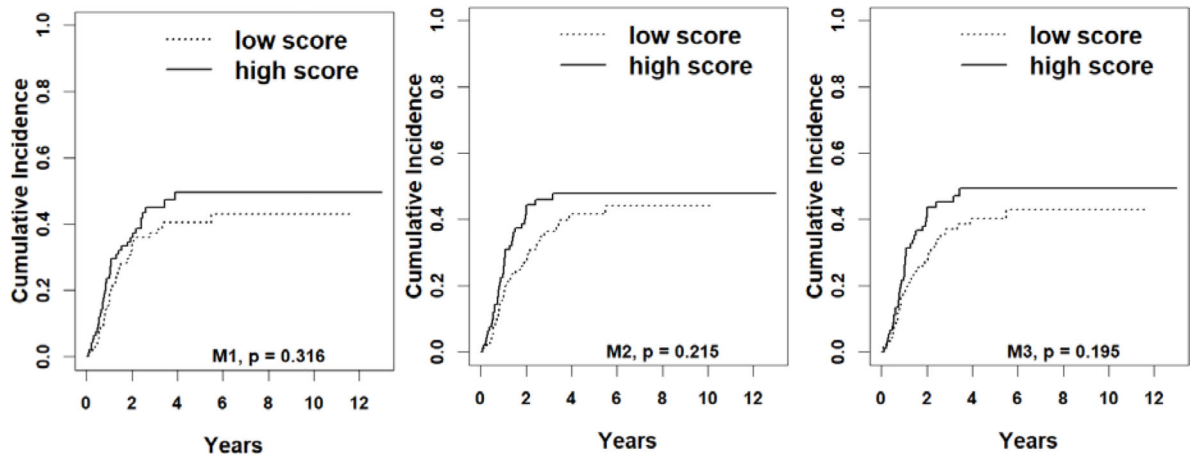 Cumulative Incidence
1.0
0.8
0.6
0.4
0.2
0.0
low score
high score
M1, p = 0.316
0 2 4 6 8 10 12
Years
Cumulative Incidence
1.0
0.8
0.6
0.4
0.2
0.0
low score
high score
M2, p = 0.215
0 2 4 6 8 10 12
Years
Cumulative Incidence
1.0
0.8
0.6
0.4
0.2
0.0
low score
high score
M3, p = 0.195
0 2 4 6 8 10 12
Years